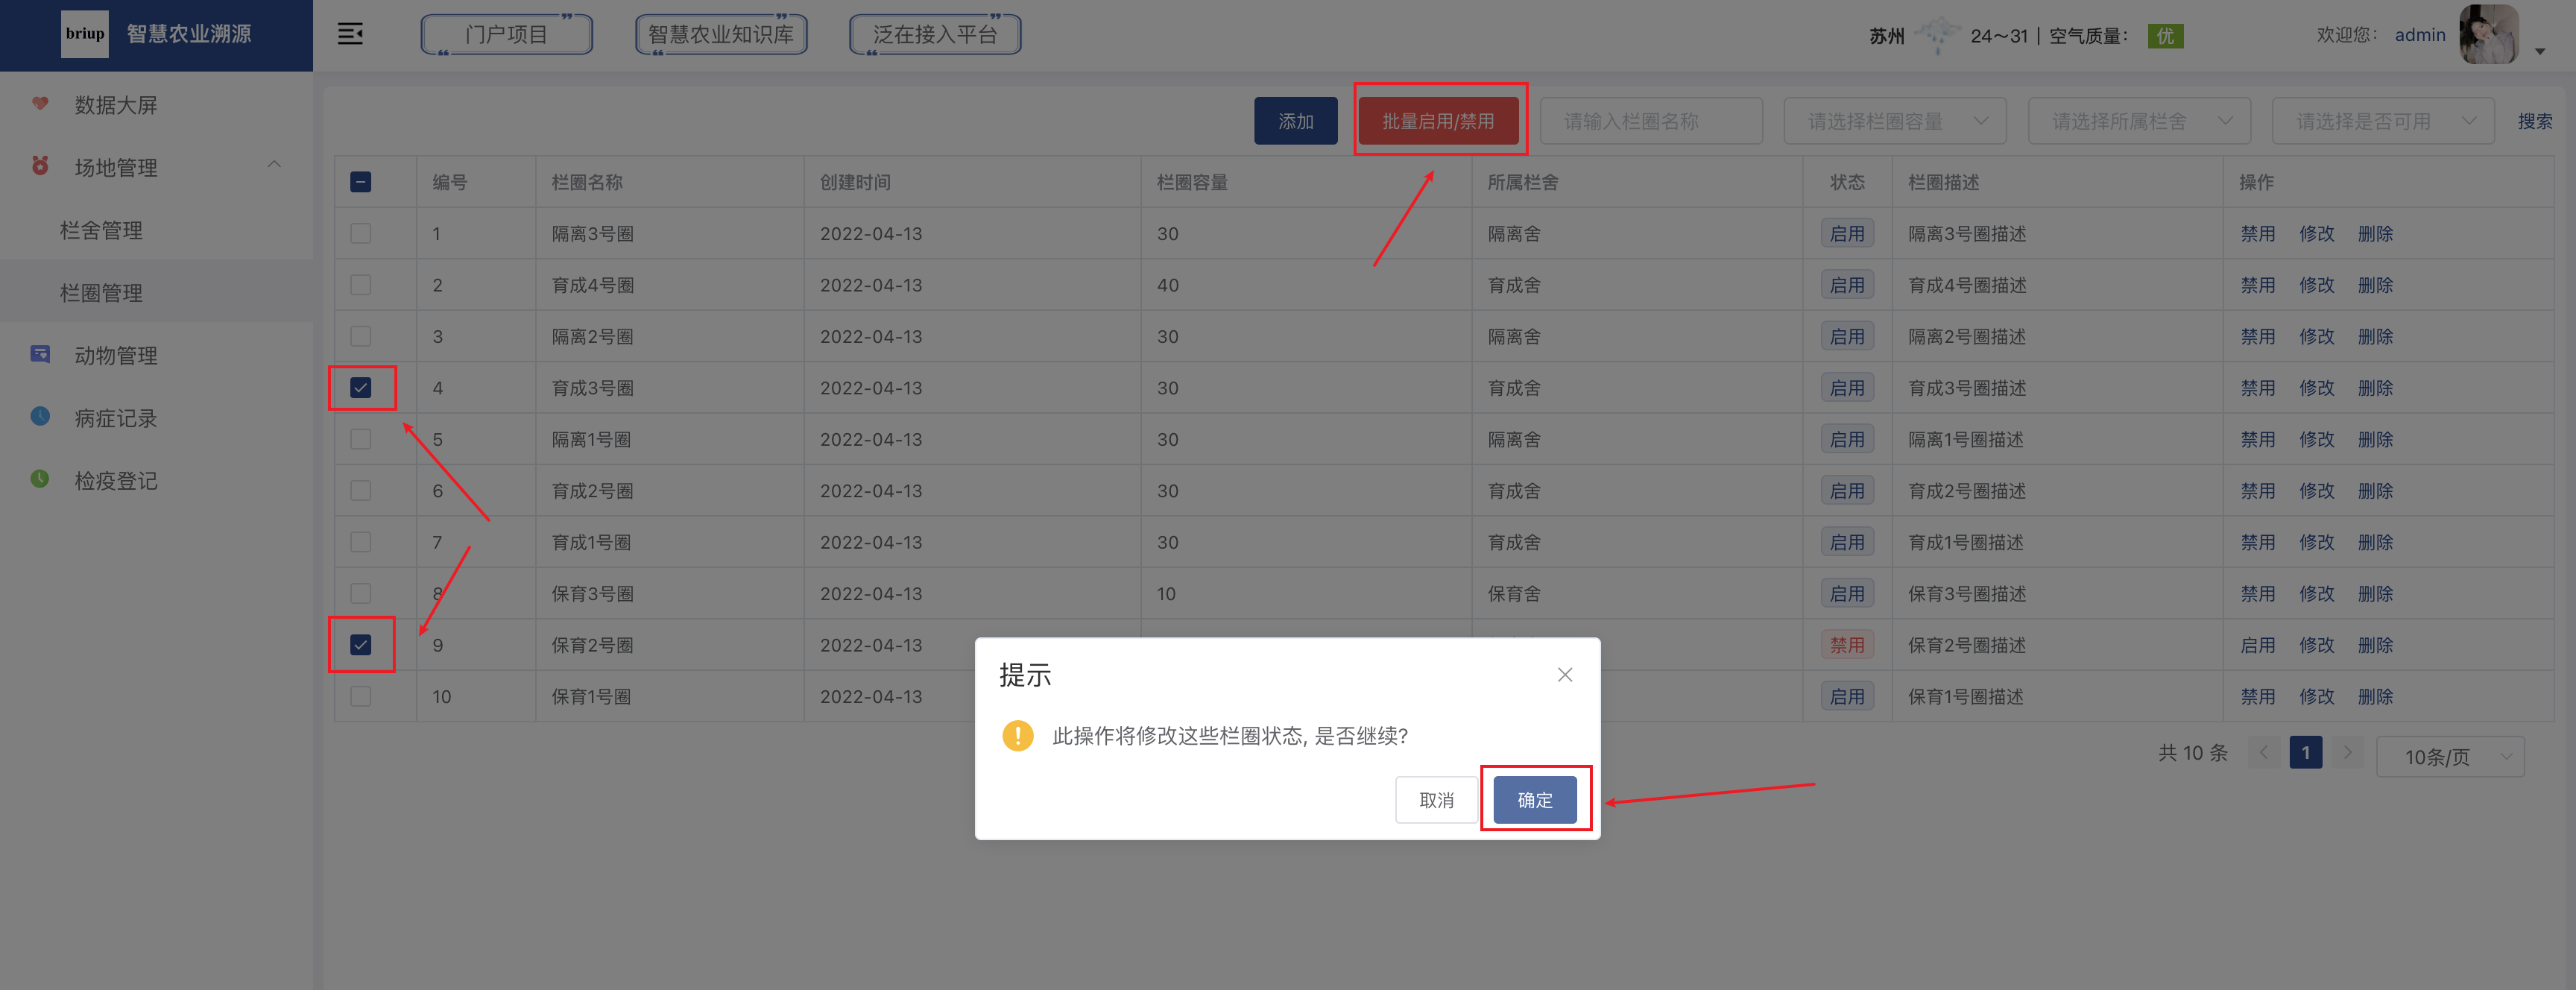 briup 智慧农业溯源
门户项目 智慧农业知识库 泛在接入平台
苏州 24～31 | 空气质量： 优
欢迎您： admin
数据大屏
场地管理
栏舍管理
栏圈管理
动物管理
病症记录
检疫登记
添加 批量启用/禁用 请输入栏圈名称 请选择栏圈容量 请选择所属栏舍 请选择是否可用 搜索
编号 栏圈名称 创建时间 栏圈容量 所属栏舍 状态 栏圈描述 操作
1 隔离3号圈 2022-04-13 30 隔离舍 启用 隔离3号圈描述 禁用 修改 删除
2 育成4号圈 2022-04-13 40 育成舍 启用 育成4号圈描述 禁用 修改 删除
3 隔离2号圈 2022-04-13 30 隔离舍 启用 隔离2号圈描述 禁用 修改 删除
4 育成3号圈 2022-04-13 30 育成舍 启用 育成3号圈描述 禁用 修改 删除
5 隔离1号圈 2022-04-13 30 隔离舍 启用 隔离1号圈描述 禁用 修改 删除
6 育成2号圈 2022-04-13 30 育成舍 启用 育成2号圈描述 禁用 修改 删除
7 育成1号圈 2022-04-13 30 育成舍 启用 育成1号圈描述 禁用 修改 删除
8 保育3号圈 2022-04-13 10 保育舍 启用 保育3号圈描述 禁用 修改 删除
9 保育2号圈 2022-04-13 禁用 保育2号圈描述 启用 修改 删除
10 保育1号圈 2022-04-13 启用 保育1号圈描述 禁用 修改 删除
共 10 条 1 10条/页
提示
此操作将修改这些栏圈状态, 是否继续?
取消 确定